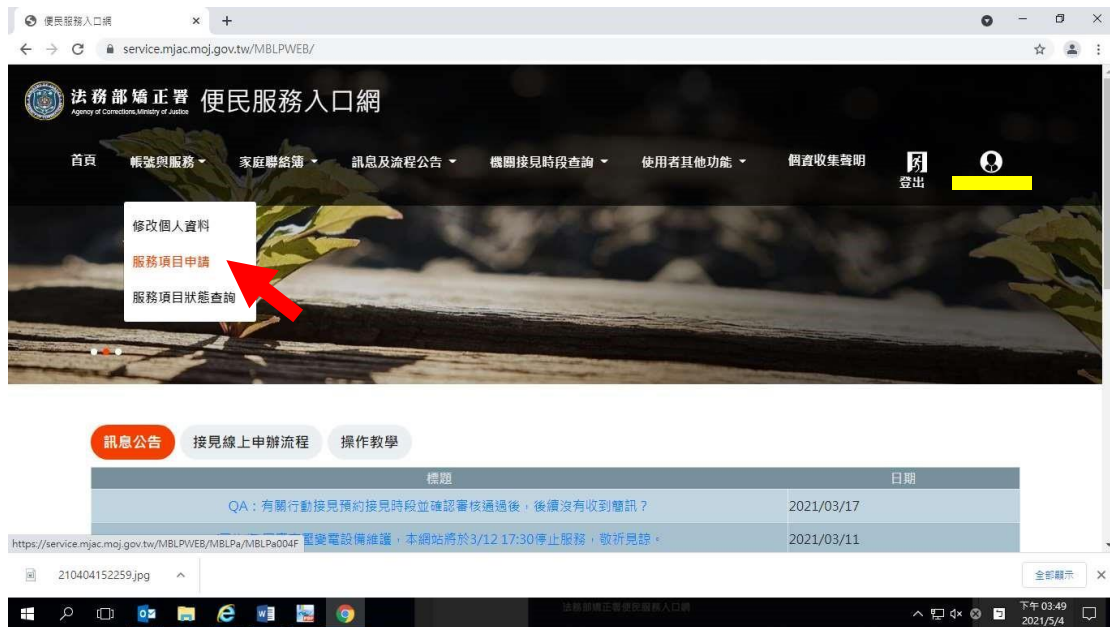 便民服務入口網
service.mjac.moj.gov.tw/MBLPWEB/
法務部矯正署 便民服務入口網
Agency of Corrections, Ministry of Justice
首頁 帳號與服務 家庭聯絡簿 訊息及流程公告 機關接見時段查詢 使用者其他功能 個資收集聲明
登出
修改個人資料
服務項目申請
服務項目狀態查詢
訊息公告 接見線上申辦流程 操作教學
標題 日期
QA:有關行動接見預約接見時段並確認審核通過後,後續沒有收到簡訊? 2021/03/17
壓變電設備維護,本網站將於3/12 17:30停止服務,敬祈見諒。 2021/03/11
https://service.mjac.moj.gov.tw/MBLPWEB/MBLPa/MBLPa004F
210404152259.jpg 全部顯示
法務部矯正署便民服務入口網
下午 03:49
2021/5/4